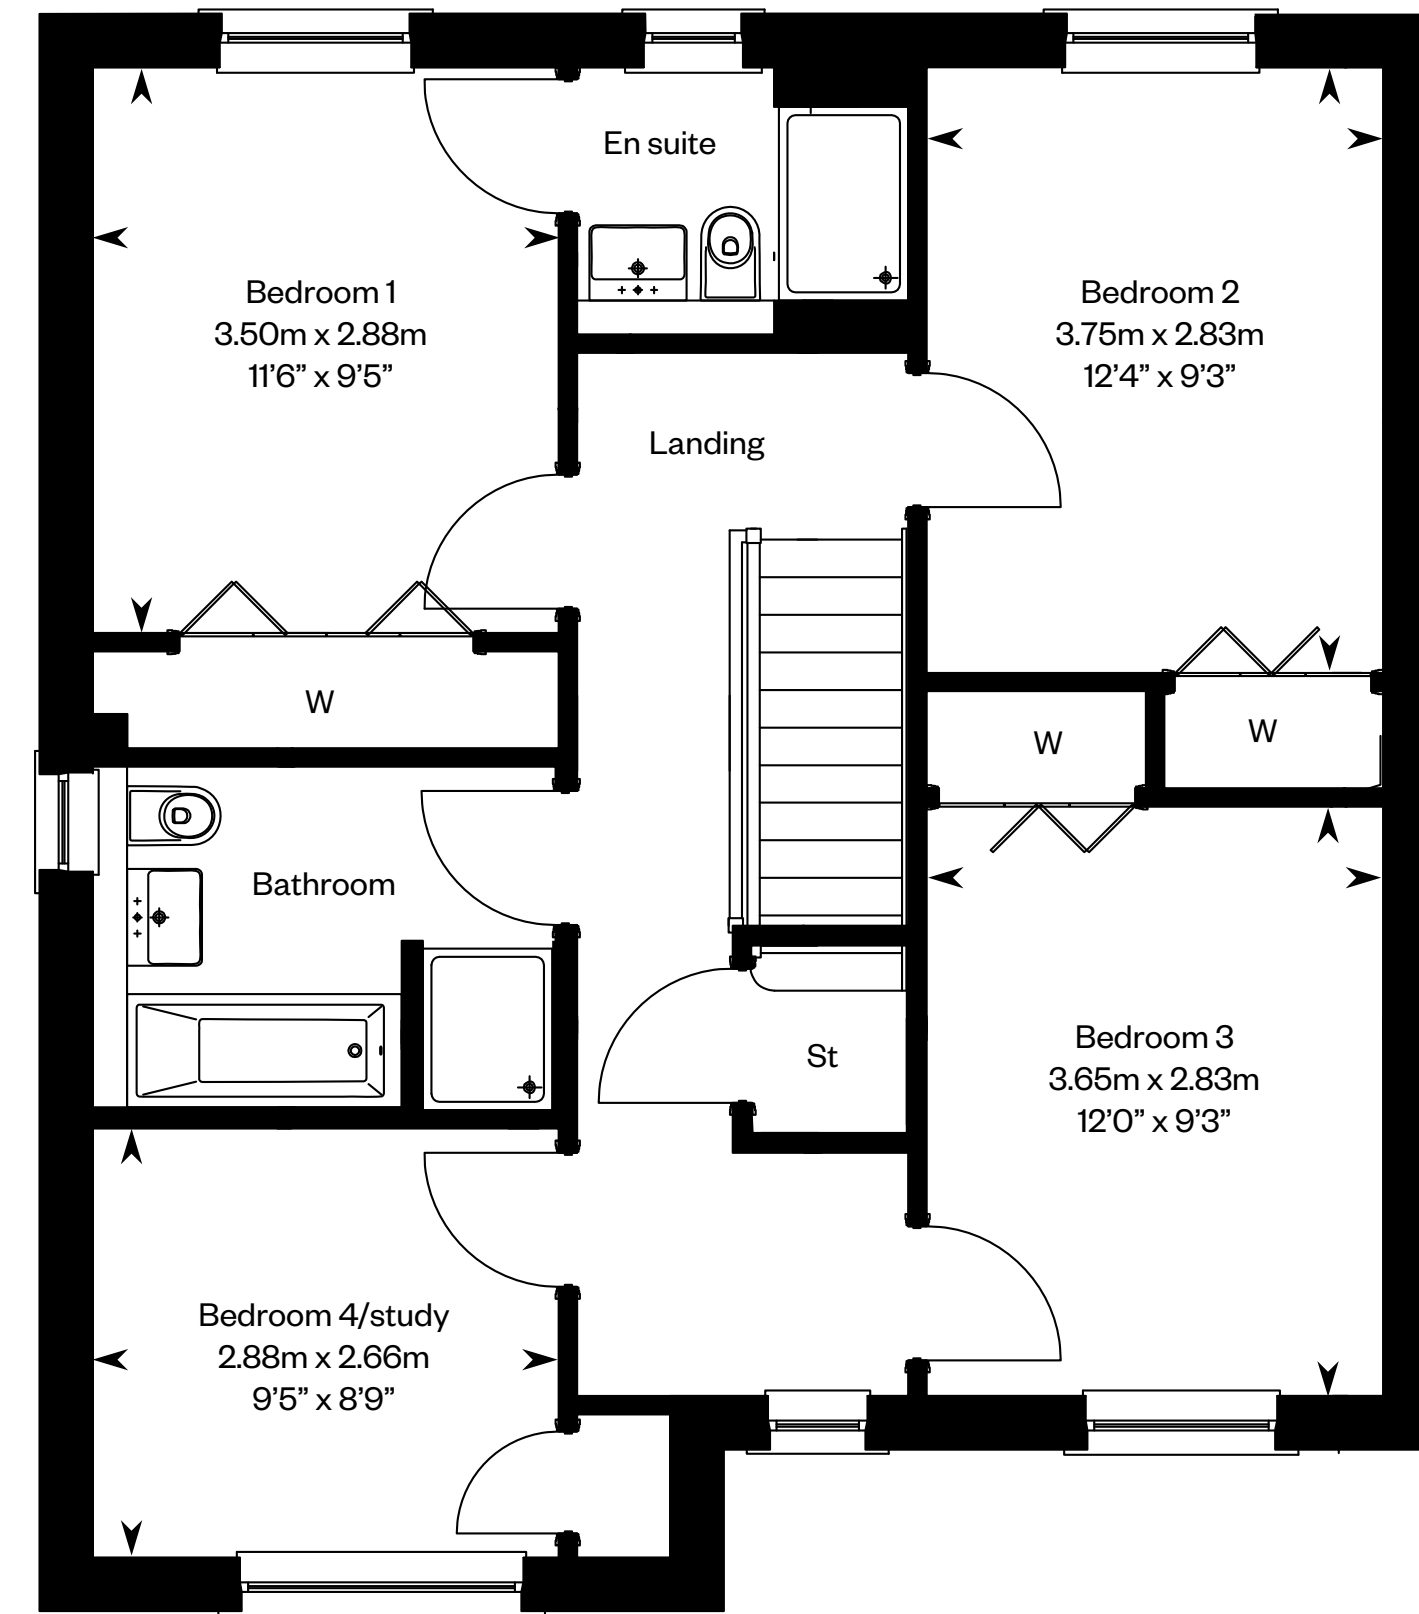 En suite
Bedroom 1
3.50m x 2.88m
11’6” x 9’5”
Bedroom 2
3.75m x 2.83m
12’4” x 9’3”
Landing
W
W
W
Bathroom
St
Bedroom 3
3.65m x 2.83m
12’0” x 9’3”
Bedroom 4/study
2.88m x 2.66m
9’5” x 8’9”